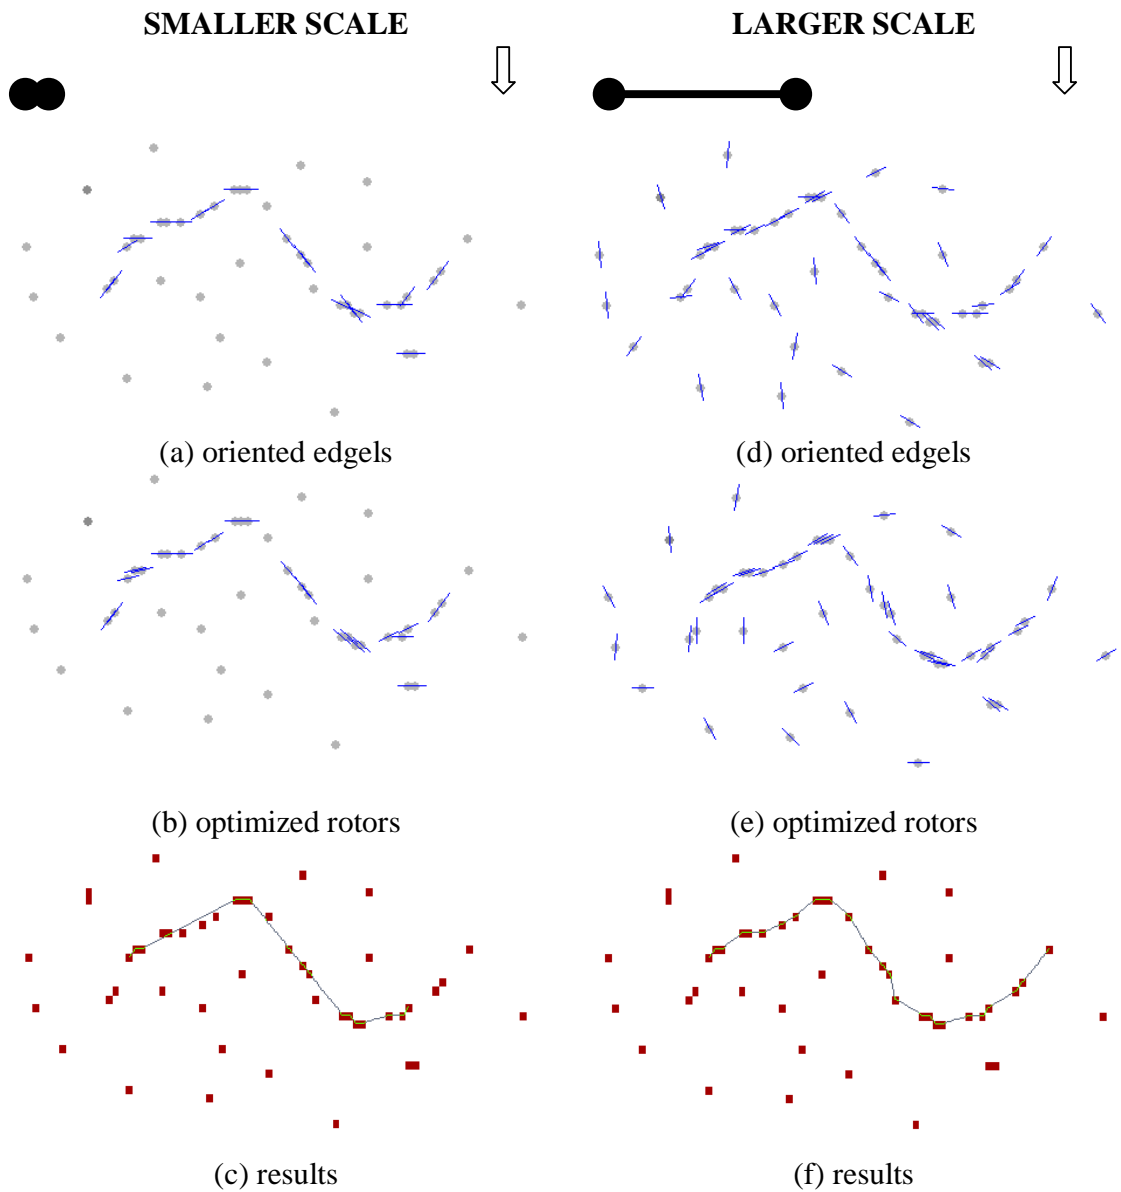 SMALLER SCALE
LARGER SCALE
(a) oriented edgels
(d) oriented edgels
(b) optimized rotors
(e) optimized rotors
(c) results
(f) results